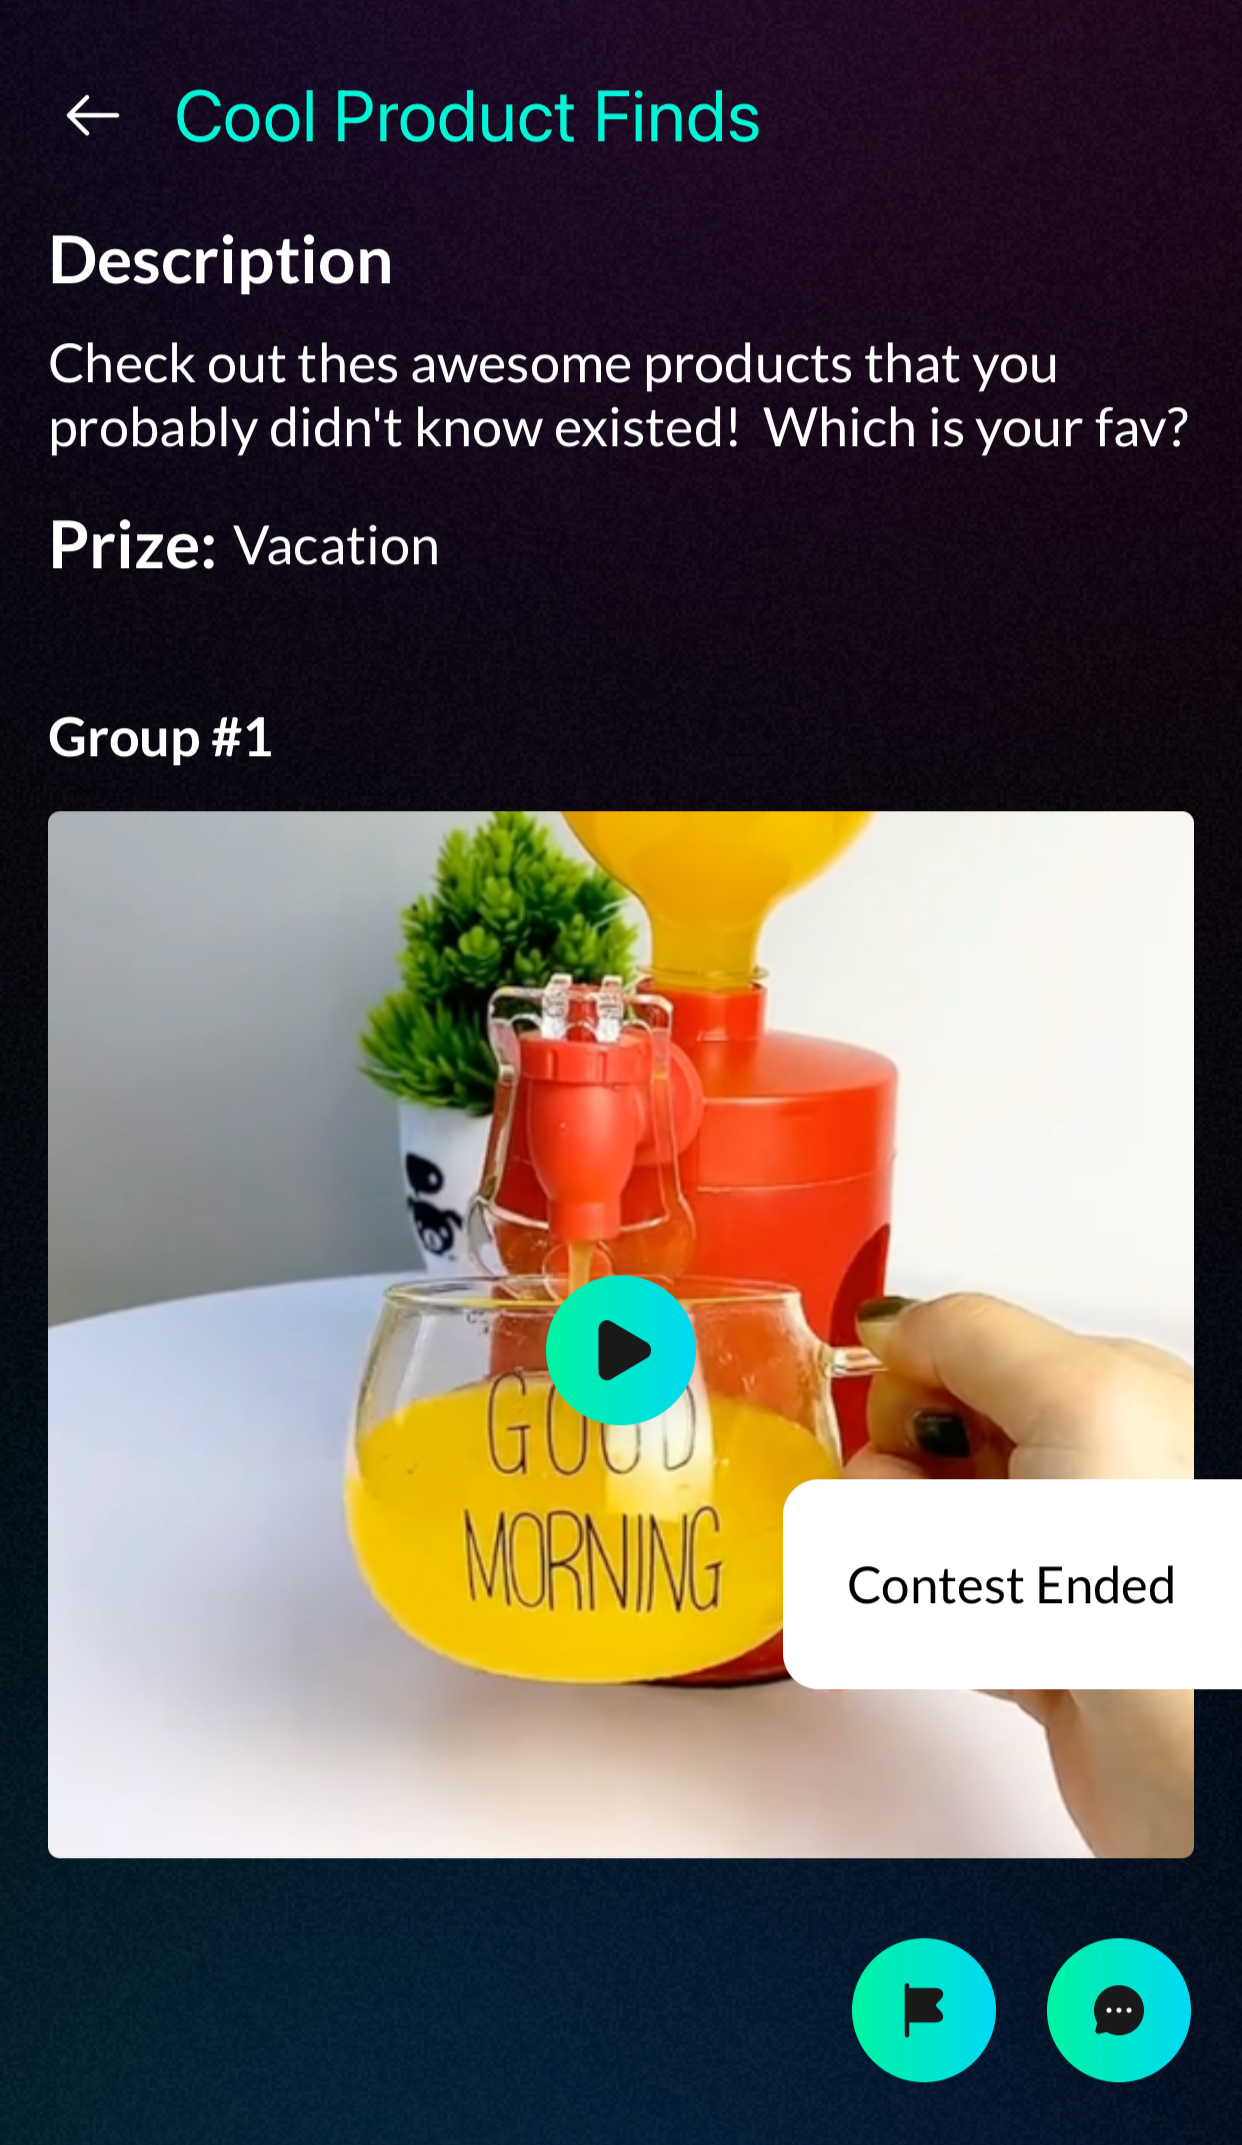 Cool Product Finds
Description
Check out thes awesome products that you
probably didn't know existed!  Which is your fav?
Prize: Vacation
Group #1
GOOD
MORNING
Contest Ended